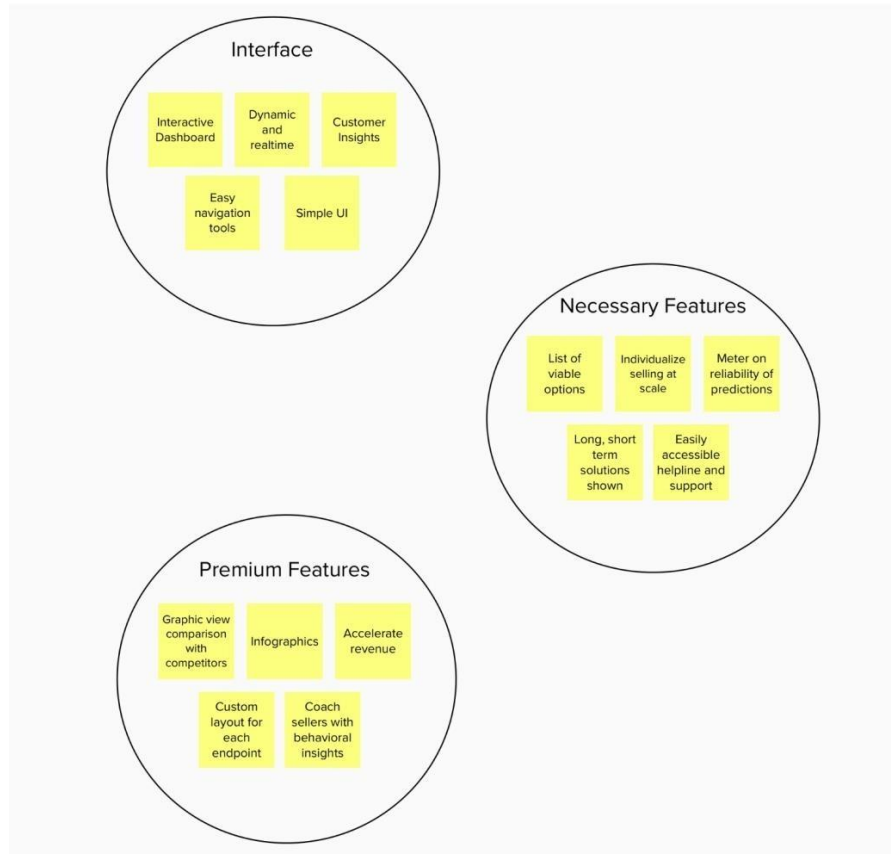 Interface
Interactive
Dashboard
Dynamic
and
realtime
Customer
Insights
Easy
navigation
tools
Simple UI
Necessary Features
List of
viable
options
Individualize
selling at
scale
Meter on
reliability of
predictions
Long, short
term
solutions
shown
Easily
accessible
helpline and
support
Premium Features
Graphic view
comparison
with
competitors
Infographics
Accelerate
revenue
Custom
layout for
each
endpoint
Coach
sellers with
behavioral
insights